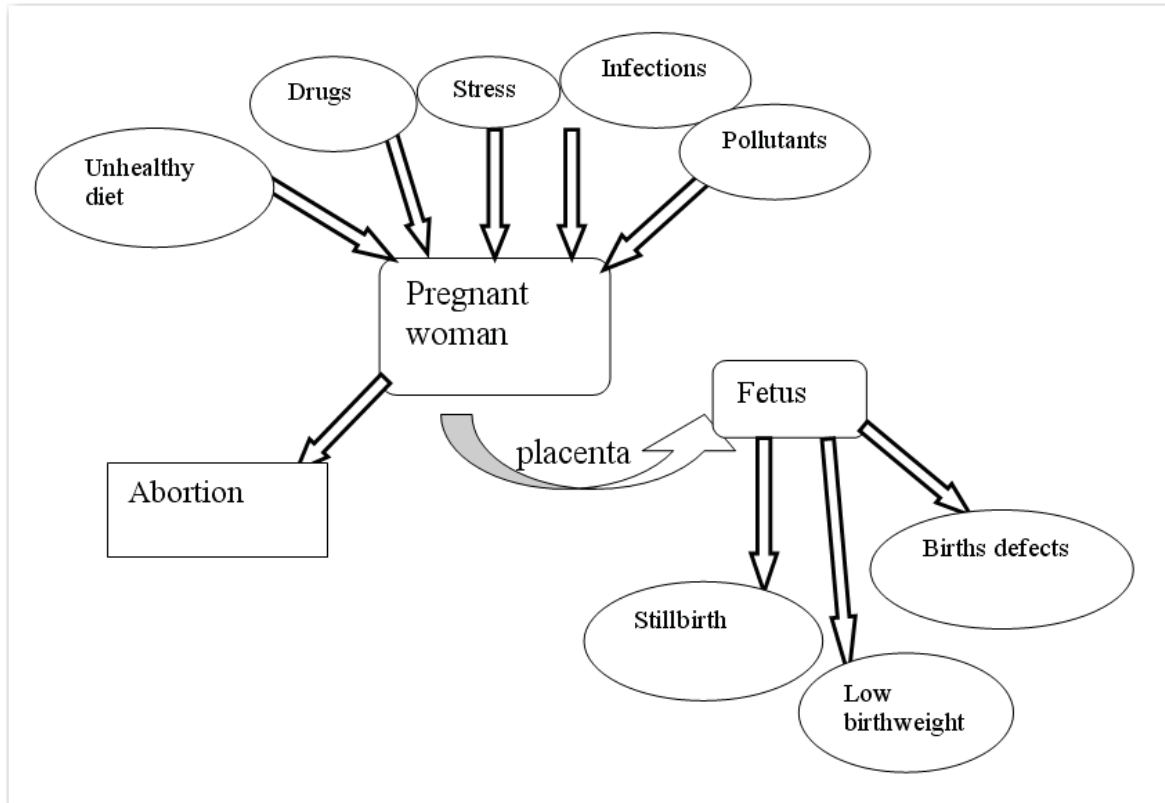 Infections
Drugs
Stress
Pollutants
Unhealthy
diet
Pregnant
woman
Fetus
placenta
Abortion
Births defects
Stillbirth
Low
birthweight